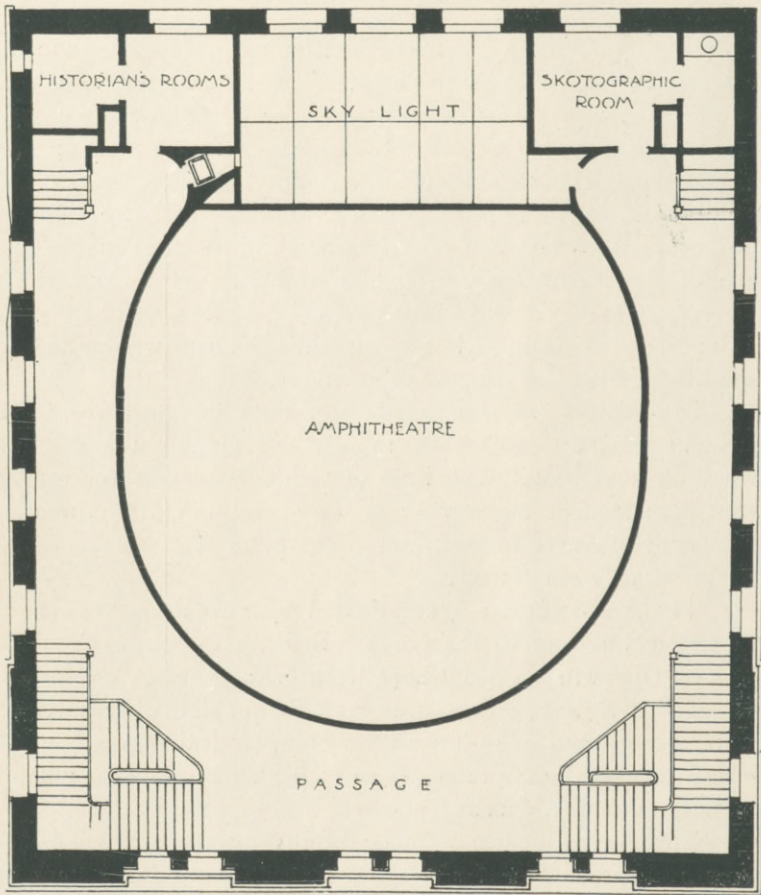 HISTORIAN'S ROOMS
SKY LIGHT
SKOTOGRAPHIC
ROOM
AMPHITHEATRE
PASSAGE